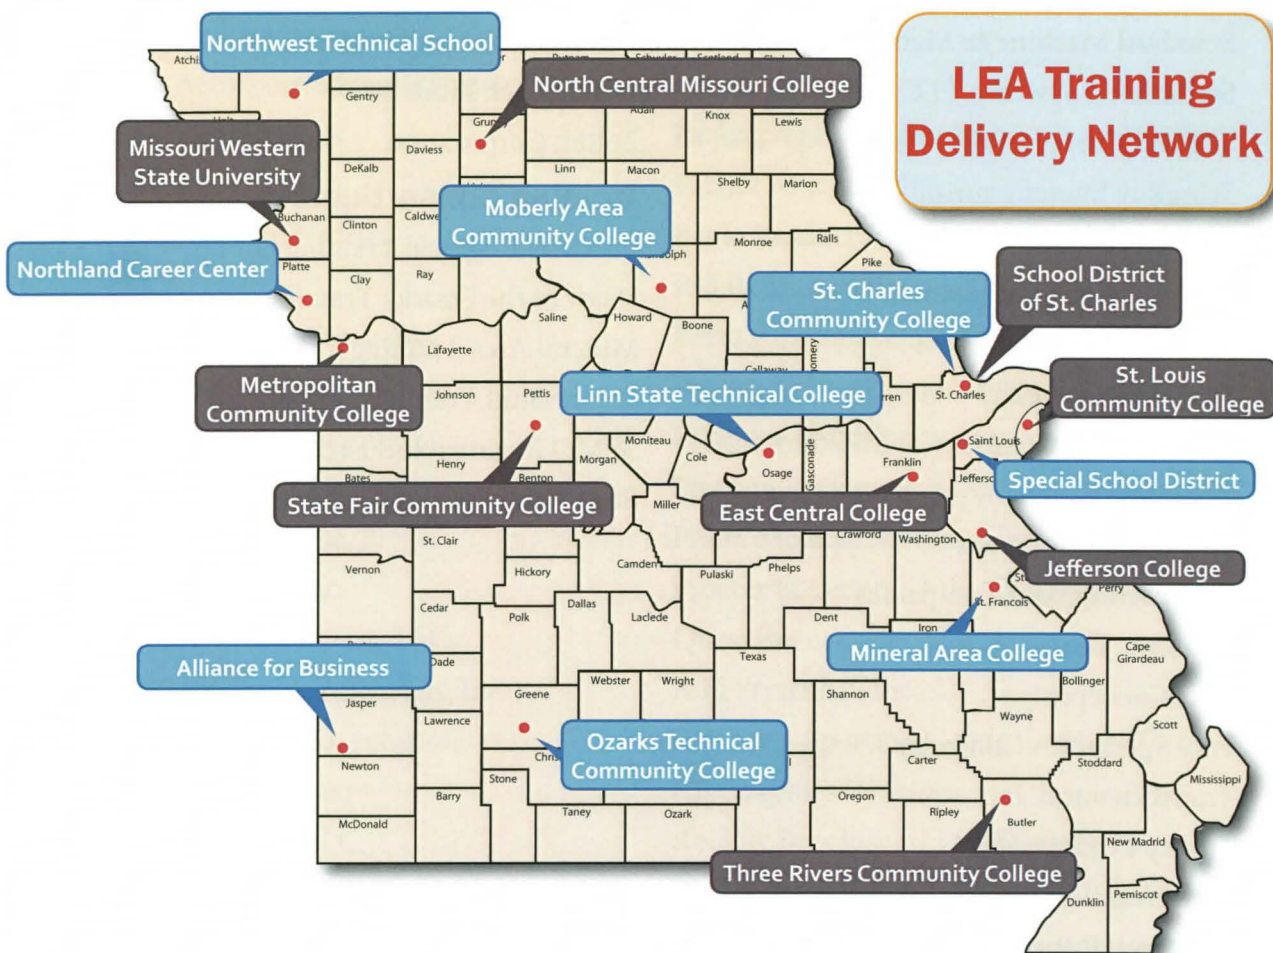 LEA Training
Delivery Network
Northwest Technical School
North Central Missouri College
Missouri Western
State University
Moberly Area
Community College
Northland Career Center
St. Charles
Community College
School District
of St. Charles
Metropolitan
Community College
Linn State Technical College
St. Louis
Community College
State Fair Community College
East Central College
Special School District
Jefferson College
Mineral Area College
Alliance for Business
Ozarks Technical
Community College
Three Rivers Community College
Gentry
Adair
Knox
Lewis
DeKalb
Daviess
Linn
Macon
Shelby
Marion
Buchanan
Clinton
Monroe
Ralls
Pike
Platte
Clay
Ray
Saline
Howard
Boone
Lafayette
Johnson
Pettis
St. Charles
Moniteau
Cole
Osage
Gasconade
Franklin
Saint Louis
Henry
Benton
Morgan
Miller
Bates
St. Clair
Camden
Crawford
Washington
Vernon
Hickory
Pulaski
Phelps
St. Francois
Perry
Cedar
Polk
Dallas
Laclede
Dent
Iron
Dade
Texas
Cape
Girardeau
Bollinger
Jasper
Greene
Webster
Wright
Shannon
Lawrence
Wayne
Scott
Newton
Stone
Carter
Stoddard
Mississippi
McDonald
Barry
Taney
Ozark
Oregon
Ripley
Butler
New Madrid
Dunklin
Pemiscot